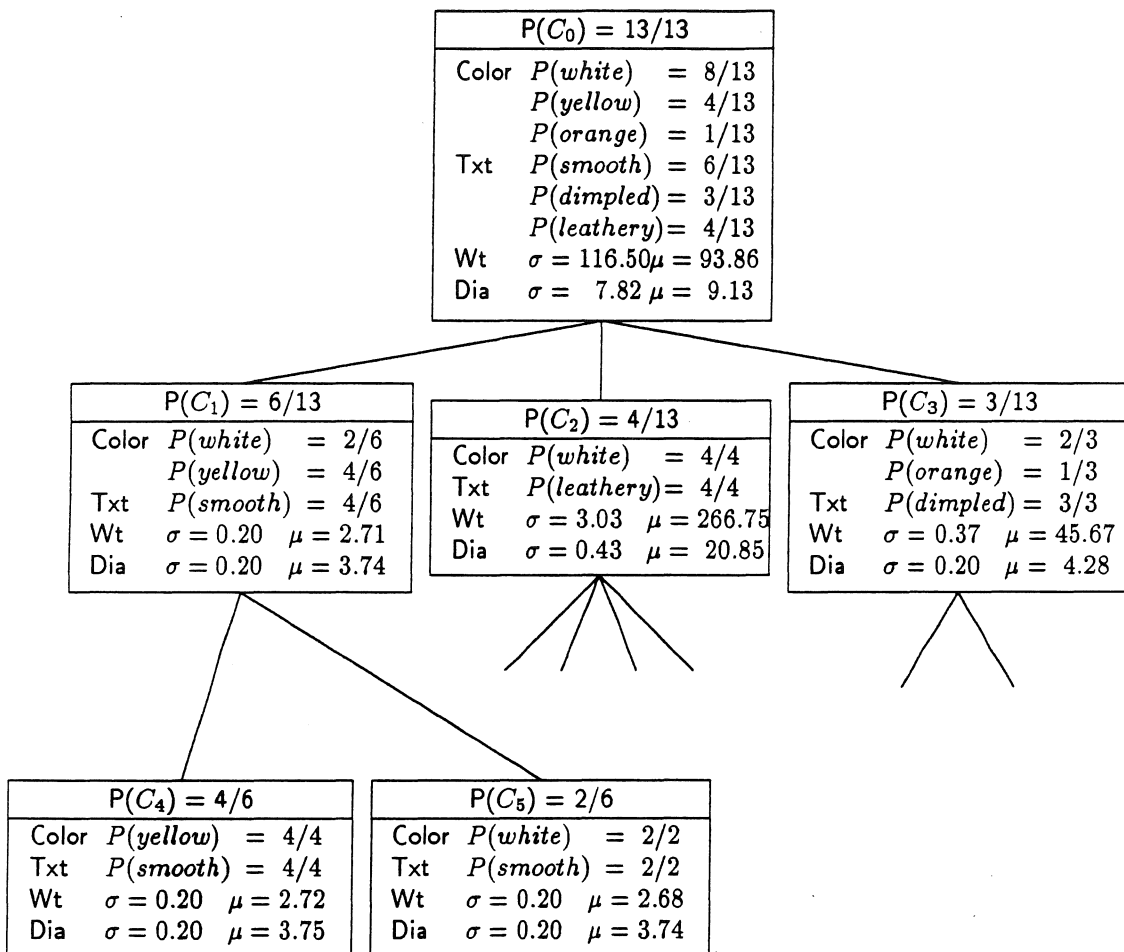 P(C₀) = 13/13
Color P(white) = 8/13
P(yellow) = 4/13
P(orange) = 1/13
Txt P(smooth) = 6/13
P(dimpled) = 3/13
P(leathery) = 4/13
Wt σ = 116.50 μ = 93.86
Dia σ = 7.82 μ = 9.13
P(C₁) = 6/13
Color P(white) = 2/6
P(yellow) = 4/6
Txt P(smooth) = 4/6
Wt σ = 0.20 μ = 2.71
Dia σ = 0.20 μ = 3.74
P(C₂) = 4/13
Color P(white) = 4/4
Txt P(leathery) = 4/4
Wt σ = 3.03 μ = 266.75
Dia σ = 0.43 μ = 20.85
P(C₃) = 3/13
Color P(white) = 2/3
P(orange) = 1/3
Txt P(dimpled) = 3/3
Wt σ = 0.37 μ = 45.67
Dia σ = 0.20 μ = 4.28
P(C₄) = 4/6
Color P(yellow) = 4/4
Txt P(smooth) = 4/4
Wt σ = 0.20 μ = 2.72
Dia σ = 0.20 μ = 3.75
P(C₅) = 2/6
Color P(white) = 2/2
Txt P(smooth) = 2/2
Wt σ = 0.20 μ = 2.68
Dia σ = 0.20 μ = 3.74